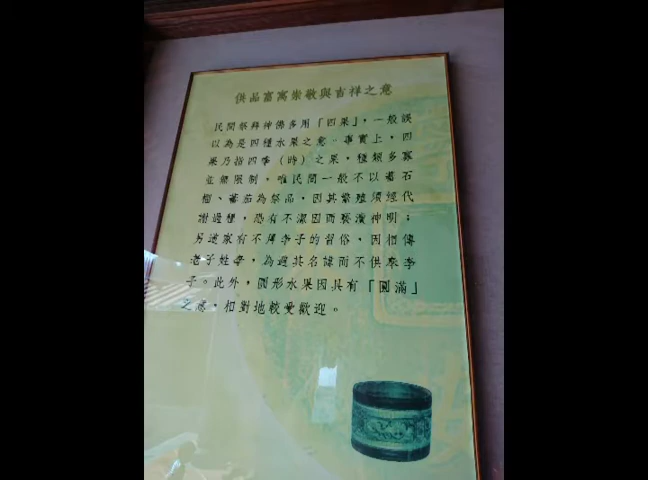 供品富寓崇敬與吉祥之意
民間祭拜神佛多用「四果」，一般誤
以為是四種水果之意。事實上，四
果乃指四季（時）之果，種類多寡
並無限制，唯民間一般不以蕃石
榴、蕃茄為祭品，因其繁殖須經代
謝過程，恐有不潔因而褻瀆神明；
另道家有不拜李子的習俗，因相傳
老子姓李，為避其名諱而不供奉李
子。此外，圓形水果因具有「圓滿」
之意，相對地較受歡迎。